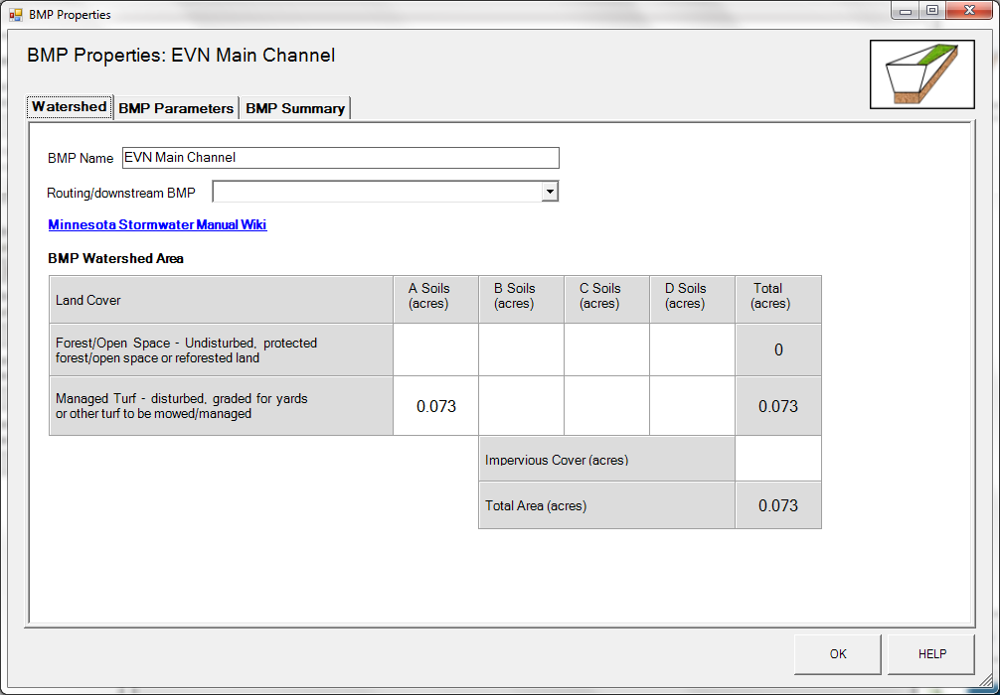 BMP Properties
BMP Properties: EVN Main Channel
Watershed BMP Parameters BMP Summary
BMP Name EVN Main Channel
Routing/downstream BMP
Minnesota Stormwater Manual Wiki
BMP Watershed Area
Land Cover
A Soils
(acres)
B Soils
(acres)
C Soils
(acres)
D Soils
(acres)
Total
(acres)
Forest/Open Space - Undisturbed, protected
forest/open space or reforested land
0
Managed Turf - disturbed, graded for yards
or other turf to be mowed/managed
0.073
0.073
Impervious Cover (acres)
Total Area (acres)
0.073
OK
HELP